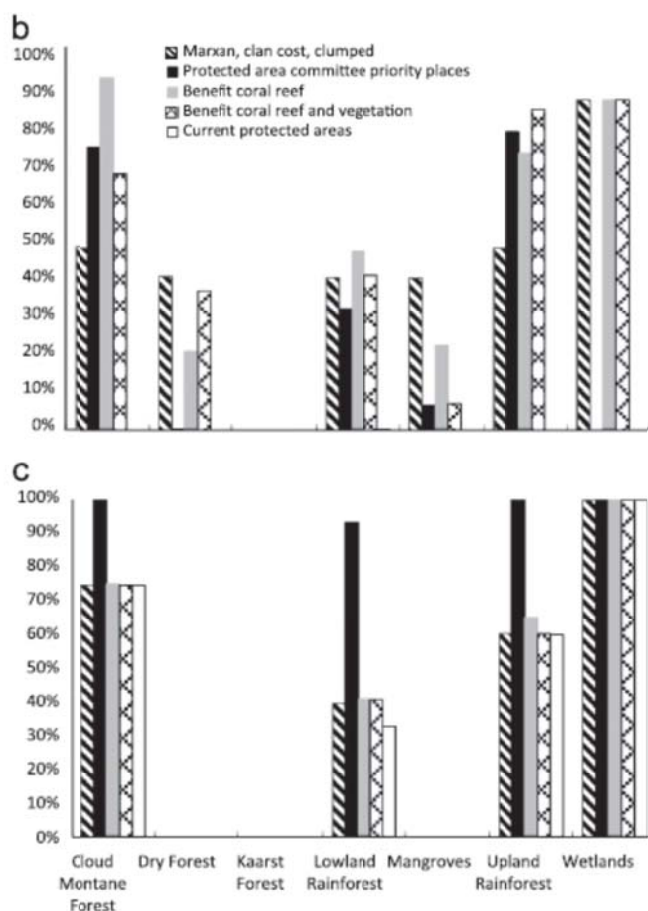 b
100%
90%
80%
70%
60%
50%
40%
30%
20%
10%
0%
Marxan, clan cost, clumped
Protected area committee priority places
Benefit coral reef
Benefit coral reef and vegetation
Current protected areas
c
100%
90%
80%
70%
60%
50%
40%
30%
20%
10%
0%
Cloud
Montane
Forest
Dry Forest
Kaarst
Forest
Lowland
Rainforest
Mangroves
Upland
Rainforest
Wetlands